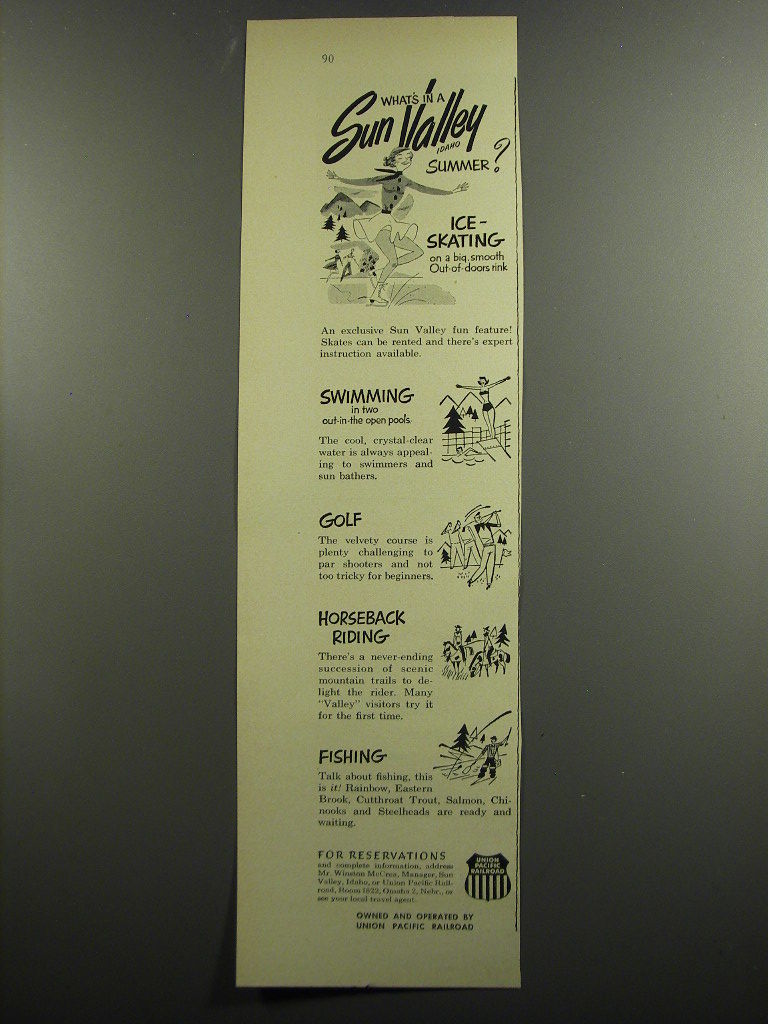 90
WHAT'S IN A
Sun Valley
IDAHO
SUMMER?
ICE-
SKATING
on a big, smooth
Out-of-doors rink
An exclusive Sun Valley fun feature!
Skates can be rented and there's expert
instruction available.
SWIMMING
in two
out-in-the open pools.
The cool, crystal-clear
water is always appeal-
ing to swimmers and
sun bathers.
GOLF
The velvety course is
plenty challenging to
par shooters and not
too tricky for beginners.
HORSEBACK
RIDING
There's a never-ending
succession of scenic
mountain trails to de-
light the rider. Many
"Valley" visitors try it
for the first time.
FISHING
Talk about fishing, this
is it! Rainbow, Eastern
Brook, Cutthroat Trout, Salmon, Chi-
nooks and Steelheads are ready and
waiting.
FOR RESERVATIONS
and complete information, address
Mr. Winston McCrea, Manager, Sun
Valley, Idaho, or Union Pacific Rail-
road, Room 1622, Omaha 2, Nebr., or
see your local travel agent.
UNION
PACIFIC
RAILROAD
OWNED AND OPERATED BY
UNION PACIFIC RAILROAD